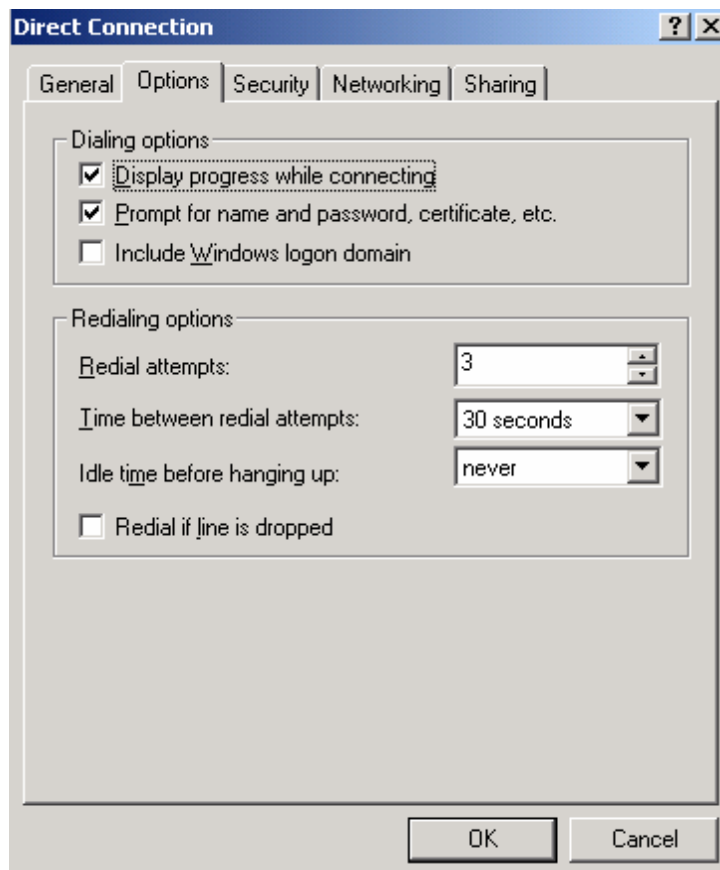 Direct Connection
General Options Security Networking Sharing
Dialing options
Display progress while connecting
Prompt for name and password, certificate, etc.
Include Windows logon domain
Redialing options
Redial attempts: 3
Time between redial attempts: 30 seconds
Idle time before hanging up: never
Redial if line is dropped
OK Cancel